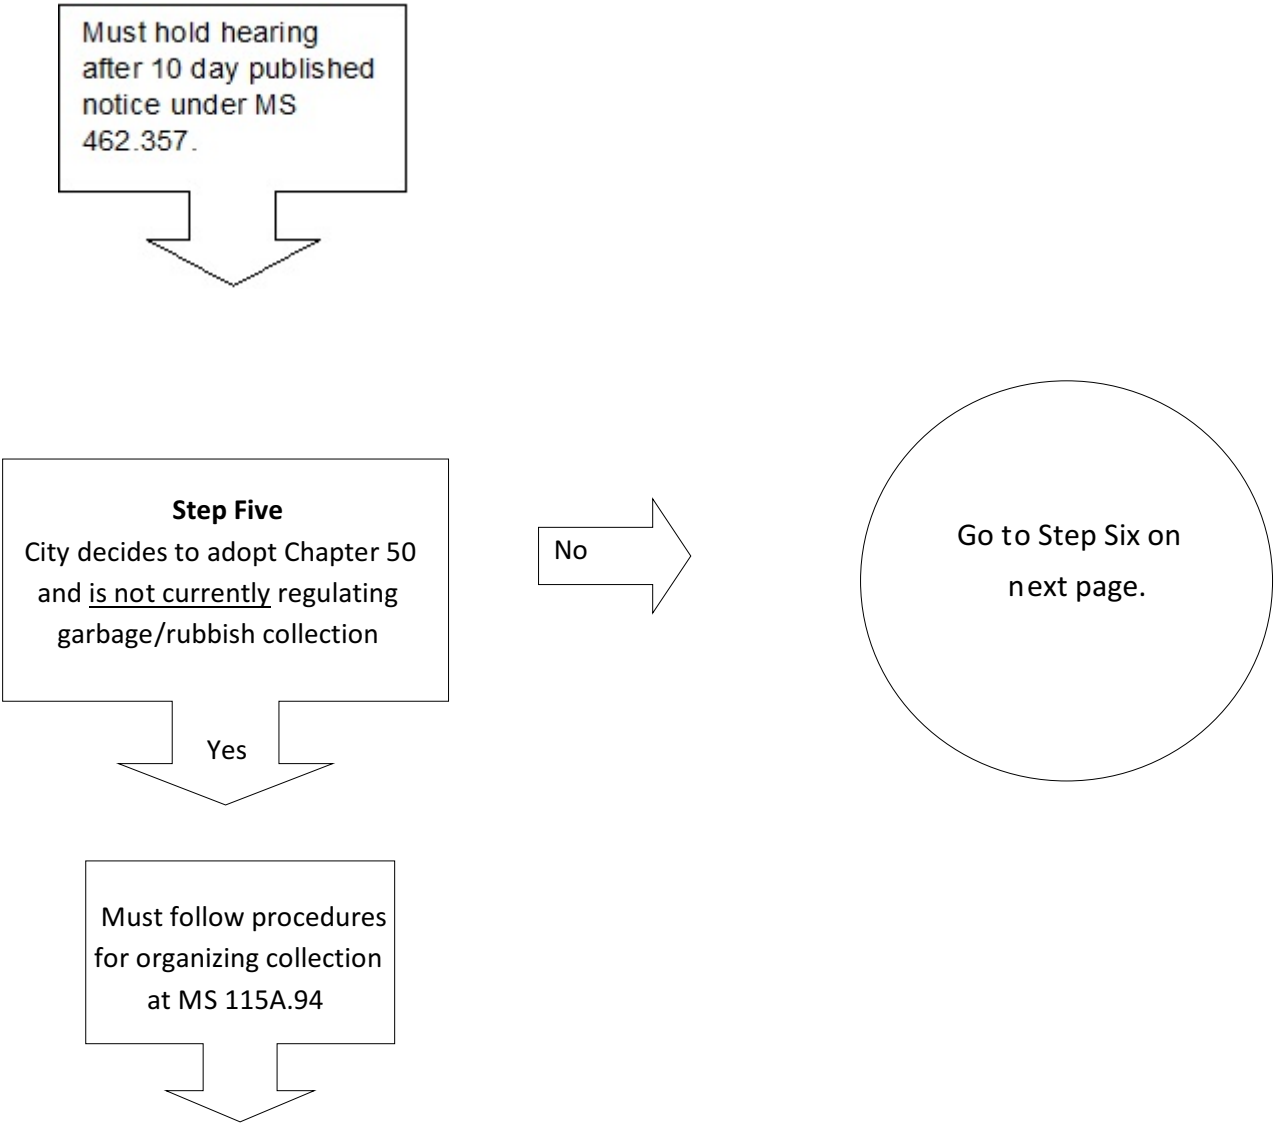 Must hold hearing
after 10 day published
notice under MS
462.357.
Step Five
City decides to adopt Chapter 50
and is not currently regulating
garbage/rubbish collection
No
Go to Step Six on
next page.
Yes
Must follow procedures
for organizing collection
at MS 115A.94